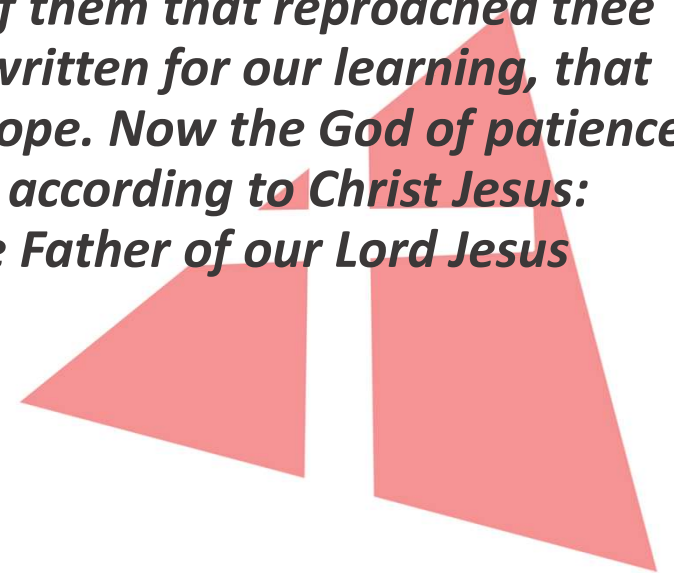 f them that reproached thee
written for our learning, that
ope. Now the God of patience
according to Christ Jesus:
e Father of our Lord Jesus